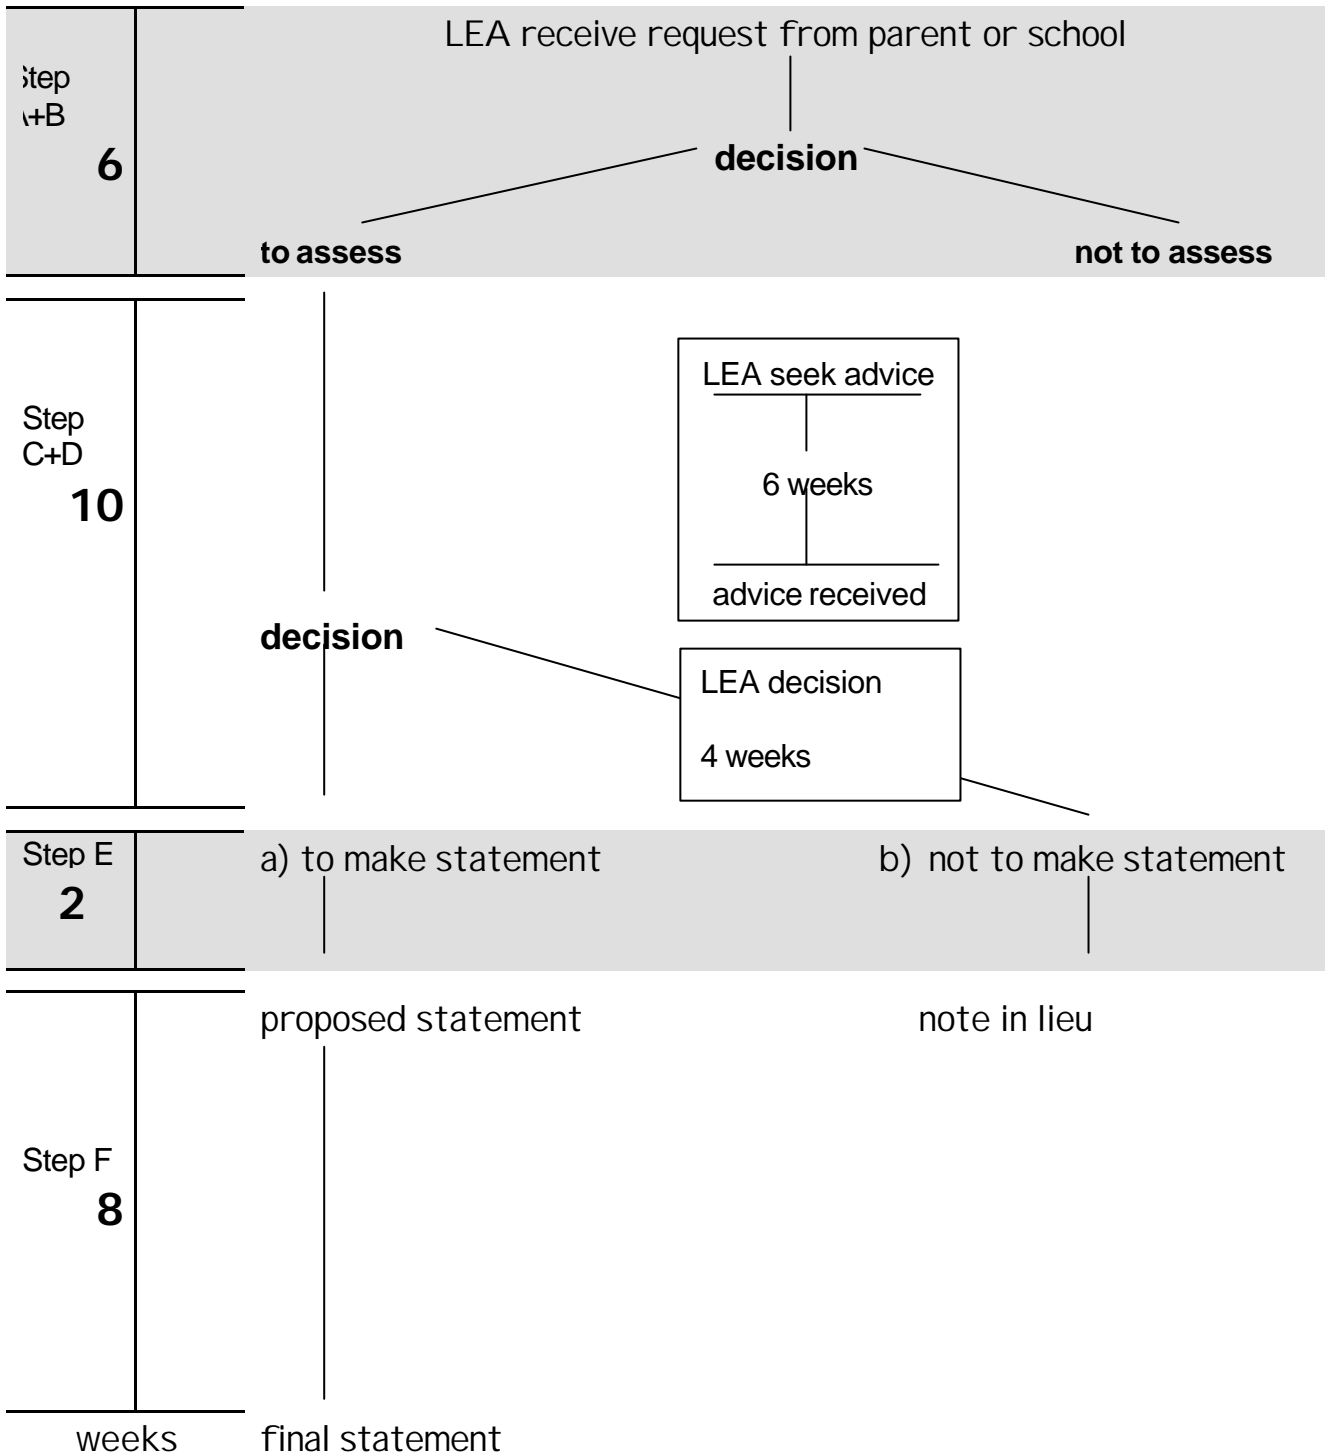 LEA receive request from parent or school
Step
A+B
6
decision
to assess
not to assess
LEA seek advice
Step
C+D
10
6 weeks
advice received
decision
LEA decision
4 weeks
Step E
2
a) to make statement
b) not to make statement
proposed statement
note in lieu
Step F
8
weeks
final statement